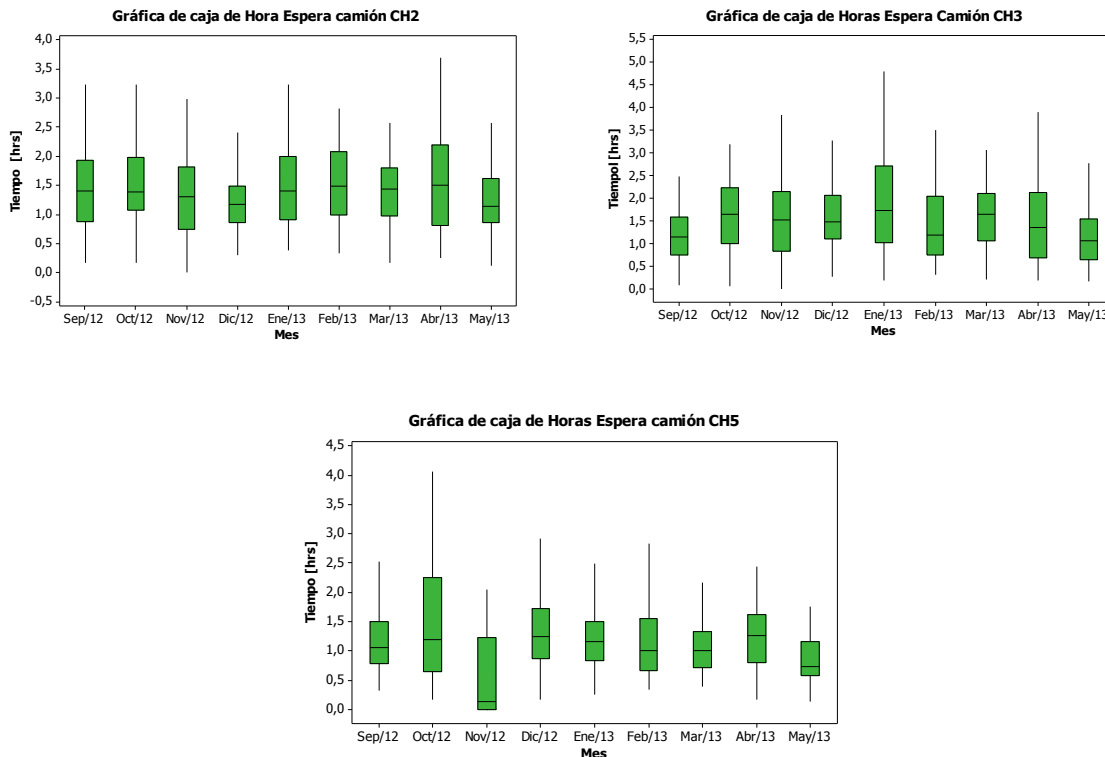 Gráfica de caja de Hora Espera camión CH2
4,0
3,5
3,0
2,5
2,0
1,5
1,0
0,5
0,0
-0,5
Tiempo [hrs]
Sep/12 Oct/12 Nov/12 Dic/12 Ene/13 Feb/13 Mar/13 Abr/13 May/13
Mes
Gráfica de caja de Horas Espera Camión CH3
5,5
5,0
4,5
4,0
3,5
3,0
2,5
2,0
1,5
1,0
0,5
0,0
Tiempol [hrs]
Sep/12 Oct/12 Nov/12 Dic/12 Ene/13 Feb/13 Mar/13 Abr/13 May/13
Mes
Gráfica de caja de Horas Espera camión CH5
4,5
4,0
3,5
3,0
2,5
2,0
1,5
1,0
0,5
0,0
Tiempo [hrs]
Sep/12 Oct/12 Nov/12 Dic/12 Ene/13 Feb/13 Mar/13 Abr/13 May/13
Mes